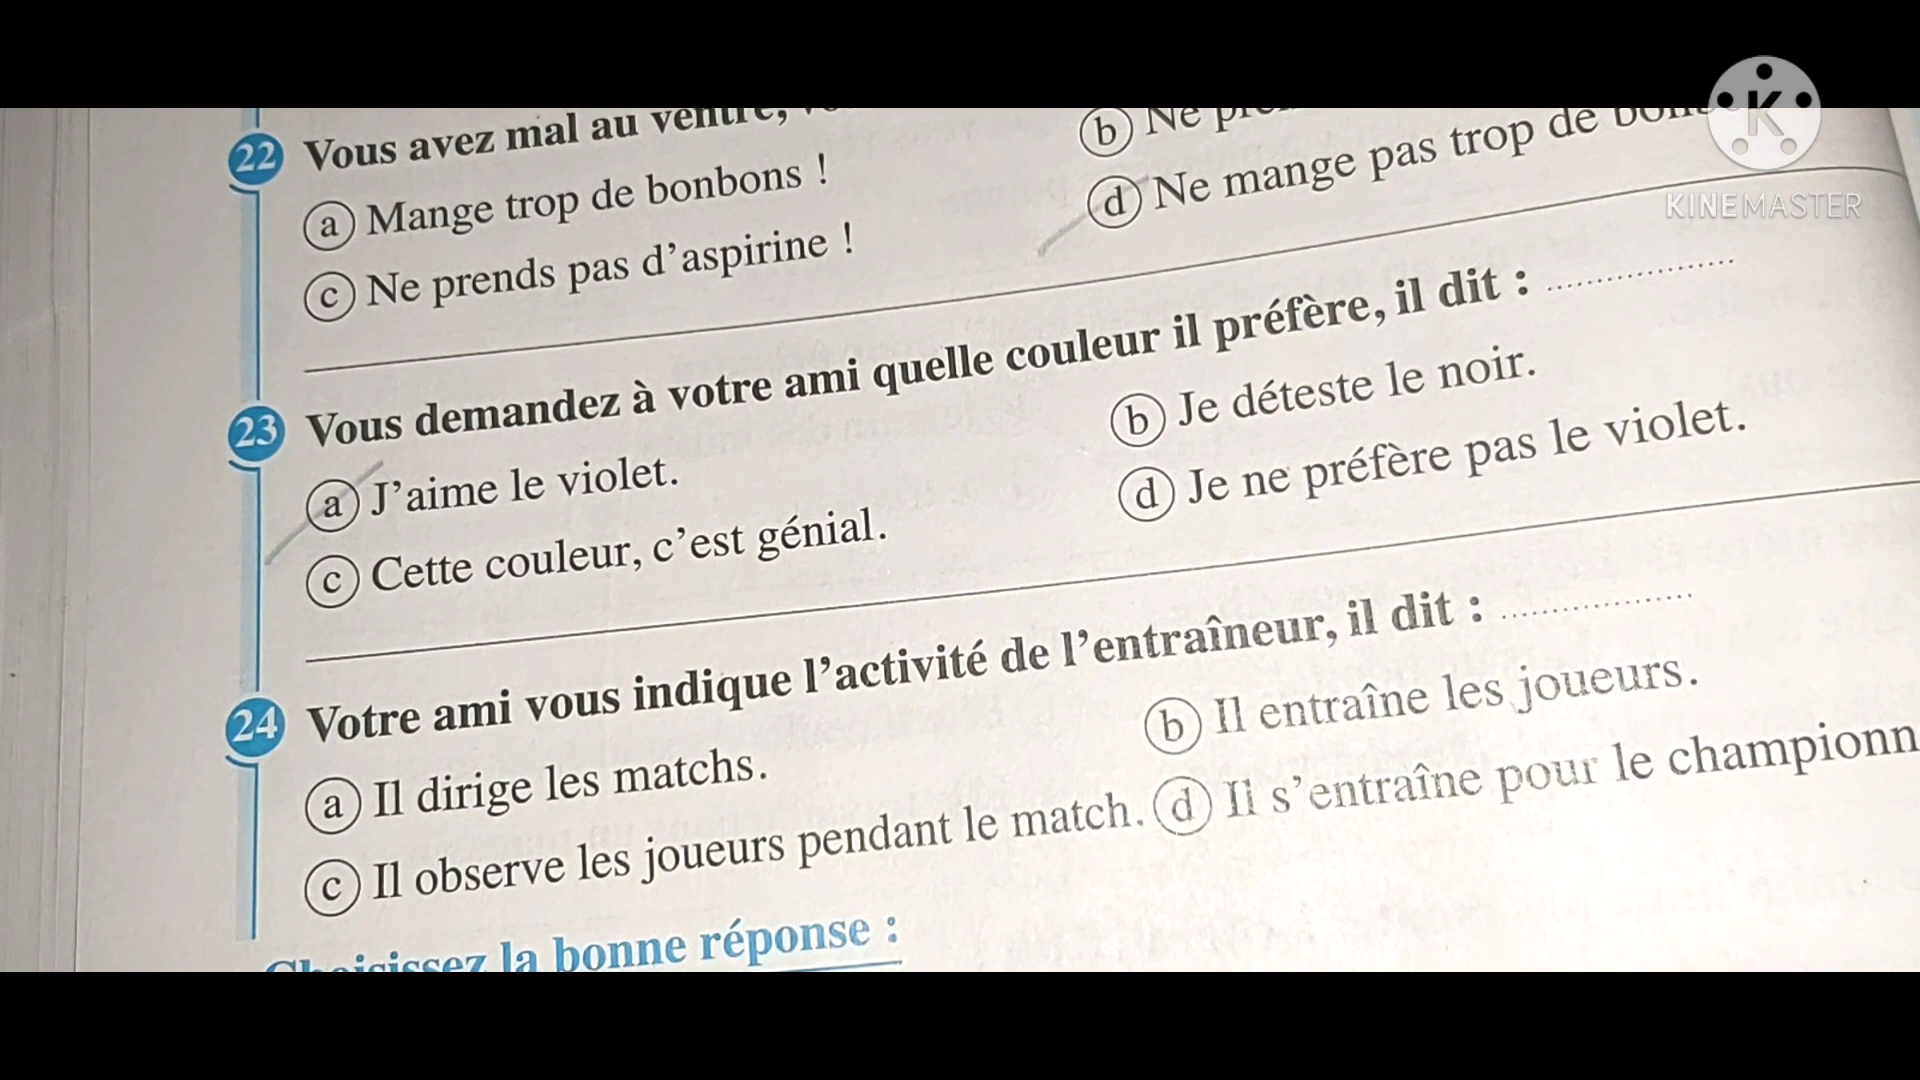 22 Vous avez mal au ventre,
a Mange trop de bonbons !
b Ne
c Ne prends pas d'aspirine !
d Ne mange pas trop de
23 Vous demandez à votre ami quelle couleur il préfère, il dit : ..................
a J'aime le violet.
b Je déteste le noir.
c Cette couleur, c'est génial.
d Je ne préfère pas le violet.
24 Votre ami vous indique l'activité de l'entraîneur, il dit : ..................
a Il dirige les matchs.
b Il entraîne les joueurs.
c Il observe les joueurs pendant le match.
d Il s'entraîne pour le championn
Choisissez la bonne réponse :
K
KINEMASTER